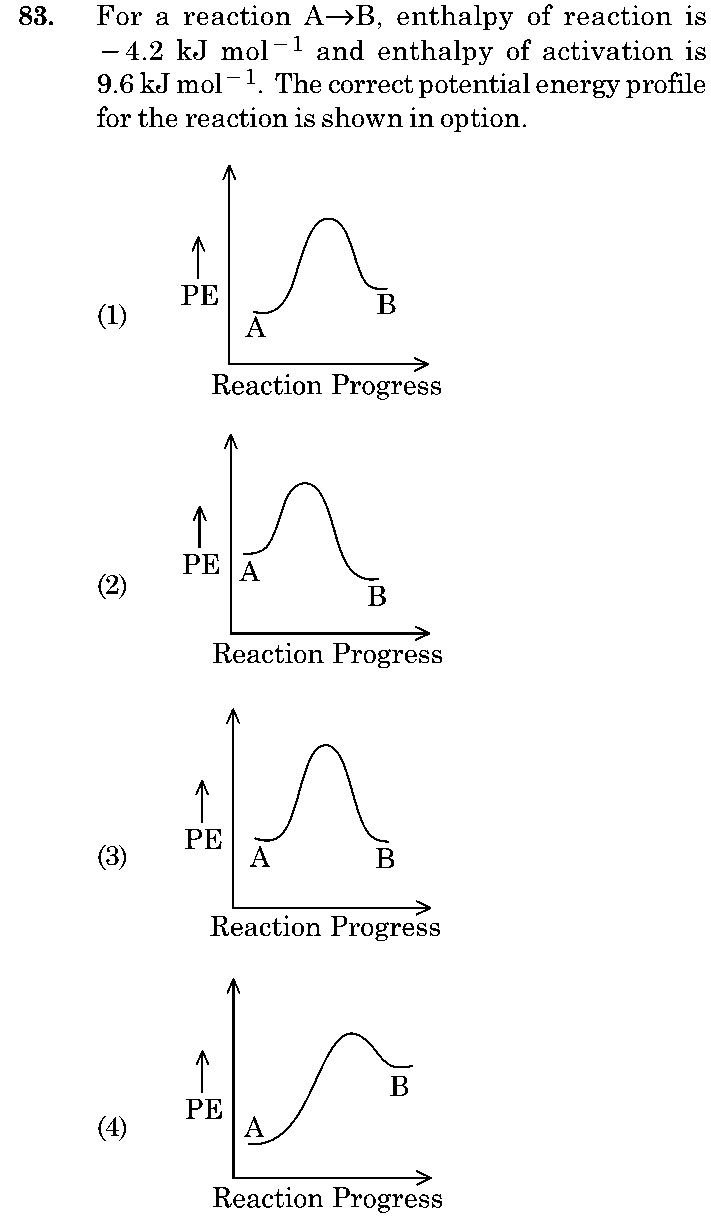 83. For a reaction A→B, enthalpy of reaction is
−4.2 kJ mol⁻¹ and enthalpy of activation is
9.6 kJ mol⁻¹. The correct potential energy profile
for the reaction is shown in option.
(1)
PE
A
B
Reaction Progress
(2)
PE
A
B
Reaction Progress
(3)
PE
A
B
Reaction Progress
(4)
PE
A
B
Reaction Progress